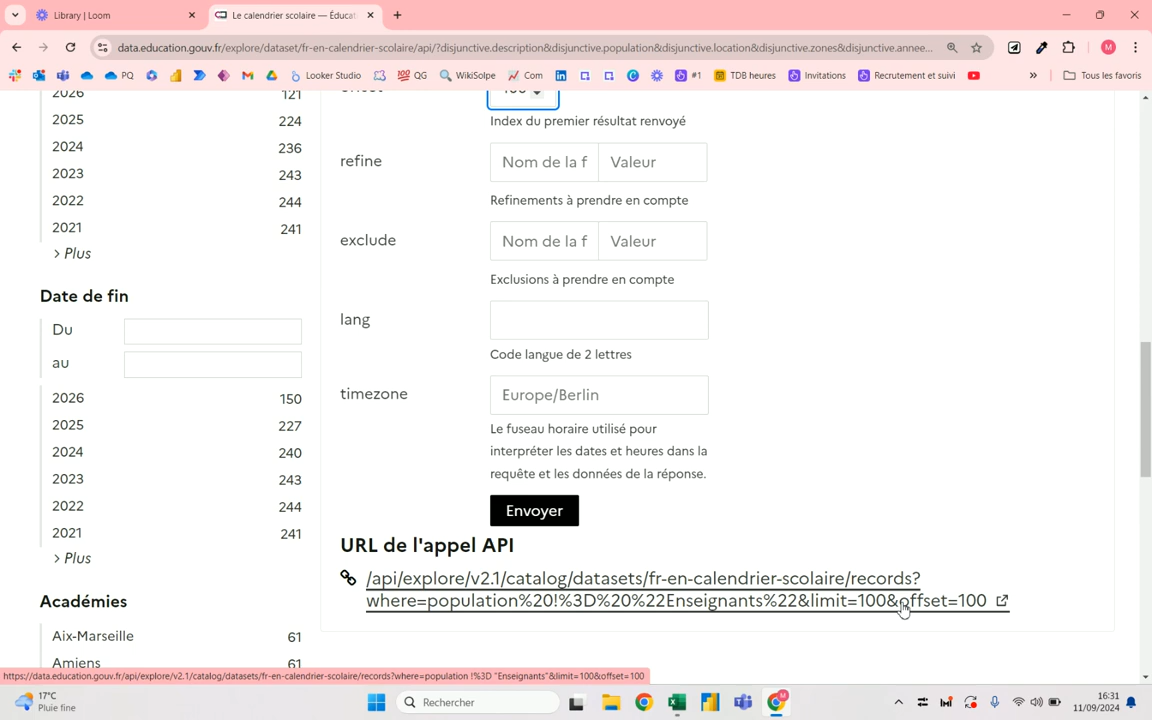 Library | Loom
Le calendrier scolaire — Éducat
data.education.gouv.fr/explore/dataset/fr-en-calendrier-scolaire/api/?disjunctive.description&disjunctive.population&disjunctive.location&disjunctive.zones&disjunctive.annee...
PQ
Looker Studio
QG
WikiSolpe
Com
#1
TDB heures
Invitations
Recrutement et suivi
»
Tous les favoris
2026 121
2025 224
2024 236
2023 243
2022 244
2021 241
> Plus
Date de fin
Du
au
2026 150
2025 227
2024 240
2023 243
2022 244
2021 241
> Plus
Académies
Aix-Marseille 61
Amiens 61
Index du premier résultat renvoyé
refine Nom de la f Valeur
Refinements à prendre en compte
exclude Nom de la f Valeur
Exclusions à prendre en compte
lang
Code langue de 2 lettres
timezone Europe/Berlin
Le fuseau horaire utilisé pour
interpréter les dates et heures dans la
requête et les données de la réponse.
Envoyer
URL de l'appel API
/api/explore/v2.1/catalog/datasets/fr-en-calendrier-scolaire/records?
where=population%20!%3D%20%22Enseignants%22&limit=100&offset=100
https://data.education.gouv.fr/api/explore/v2.1/catalog/datasets/fr-en-calendrier-scolaire/records?where=population !%3D "Enseignants"&limit=100&offset=100
17°C
Pluie fine
Rechercher
16:31
11/09/2024